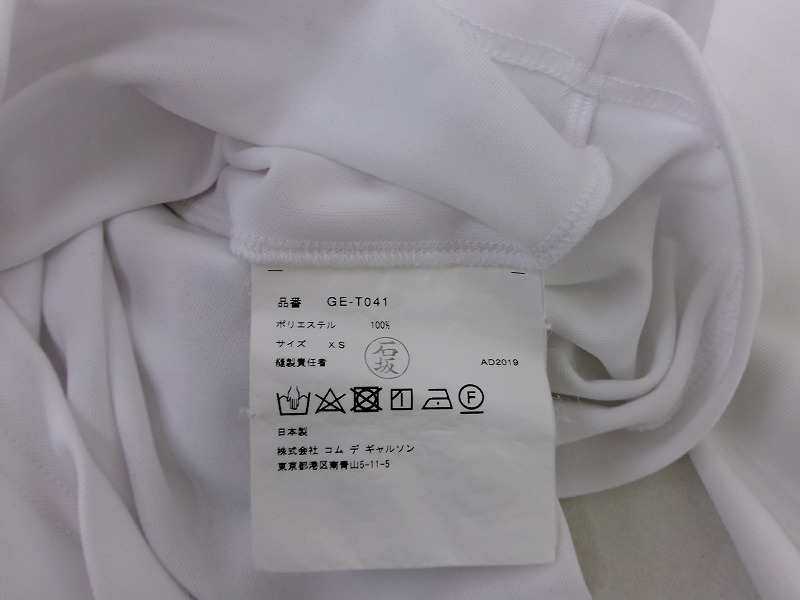 品番 GE-T041
ポリエステル 100%
サイズ XS
縫製責任者 石坂 AD2019
F
日本製
株式会社 コム デ ギャルソン
東京都港区南青山5-11-5